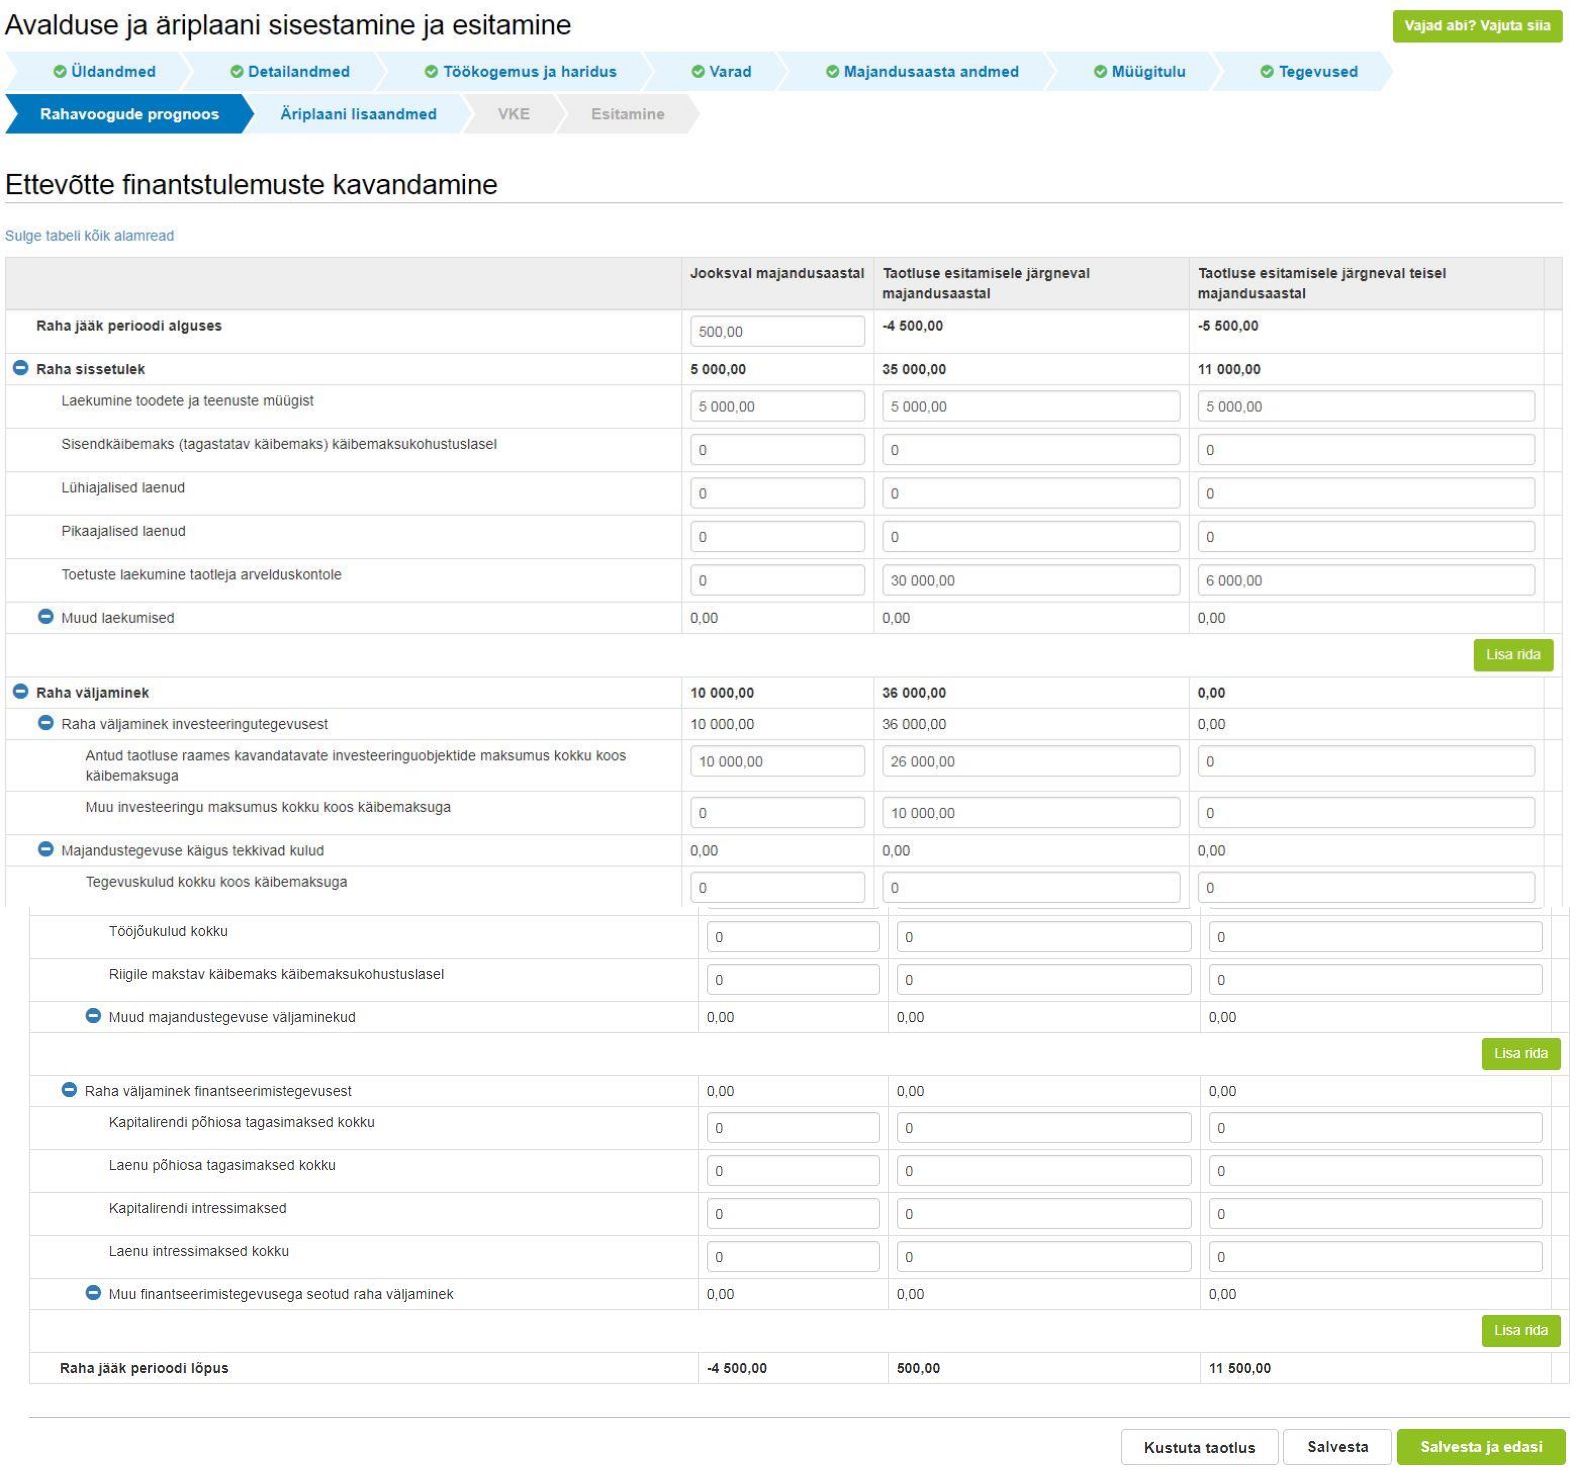 Avalduse ja äriplaani sisestamine ja esitamine
Vajad abi? Vajuta siia
Üldandmed Detailandmed Töökogemus ja haridus Varad Majandusaasta andmed Müügitulu Tegevused
Rahavoogude prognoos Äriplaani lisaandmed VKE Esitamine
Ettevõtte finantstulemuste kavandamine
Sulge tabeli kõik alamread
Jooksval majandusaastal Taotluse esitamisele järgneval majandusaastal Taotluse esitamisele järgneval teisel majandusaastal
Raha jääk perioodi alguses 500,00 -4 500,00 -5 500,00
Raha sissetulek 5 000,00 35 000,00 11 000,00
Laekumine toodete ja teenuste müügist 5 000,00 5 000,00 5 000,00
Sisendkäibemaks (tagastatav käibemaks) käibemaksukohustuslasel 0 0 0
Lühiajalised laenud 0 0 0
Pikaajalised laenud 0 0 0
Toetuste laekumine taotleja arvelduskontole 0 30 000,00 6 000,00
Muud laekumised 0,00 0,00 0,00
Lisa rida
Raha väljaminek 10 000,00 36 000,00 0,00
Raha väljaminek investeeringutegevusest 10 000,00 36 000,00 0,00
Antud taotluse raames kavandatavate investeeringuobjektide maksumus kokku koos käibemaksuga 10 000,00 26 000,00 0
Muu investeeringu maksumus kokku koos käibemaksuga 0 10 000,00 0
Majandustegevuse käigus tekkivad kulud 0,00 0,00 0,00
Tegevuskulud kokku koos käibemaksuga 0 0 0
Tööjõukulud kokku 0 0 0
Riigile makstav käibemaks käibemaksukohustuslasel 0 0 0
Muud majandustegevuse väljaminekud 0,00 0,00 0,00
Lisa rida
Raha väljaminek finantseerimistegevusest 0,00 0,00 0,00
Kapitalirendi põhiosa tagasimaksed kokku 0 0 0
Laenu põhiosa tagasimaksed kokku 0 0 0
Kapitalirendi intressimaksed 0 0 0
Laenu intressimaksed kokku 0 0 0
Muu finantseerimistegevusega seotud raha väljaminek 0,00 0,00 0,00
Lisa rida
Raha jääk perioodi lõpus -4 500,00 500,00 11 500,00
Kustuta taotlus Salvesta Salvesta ja edasi